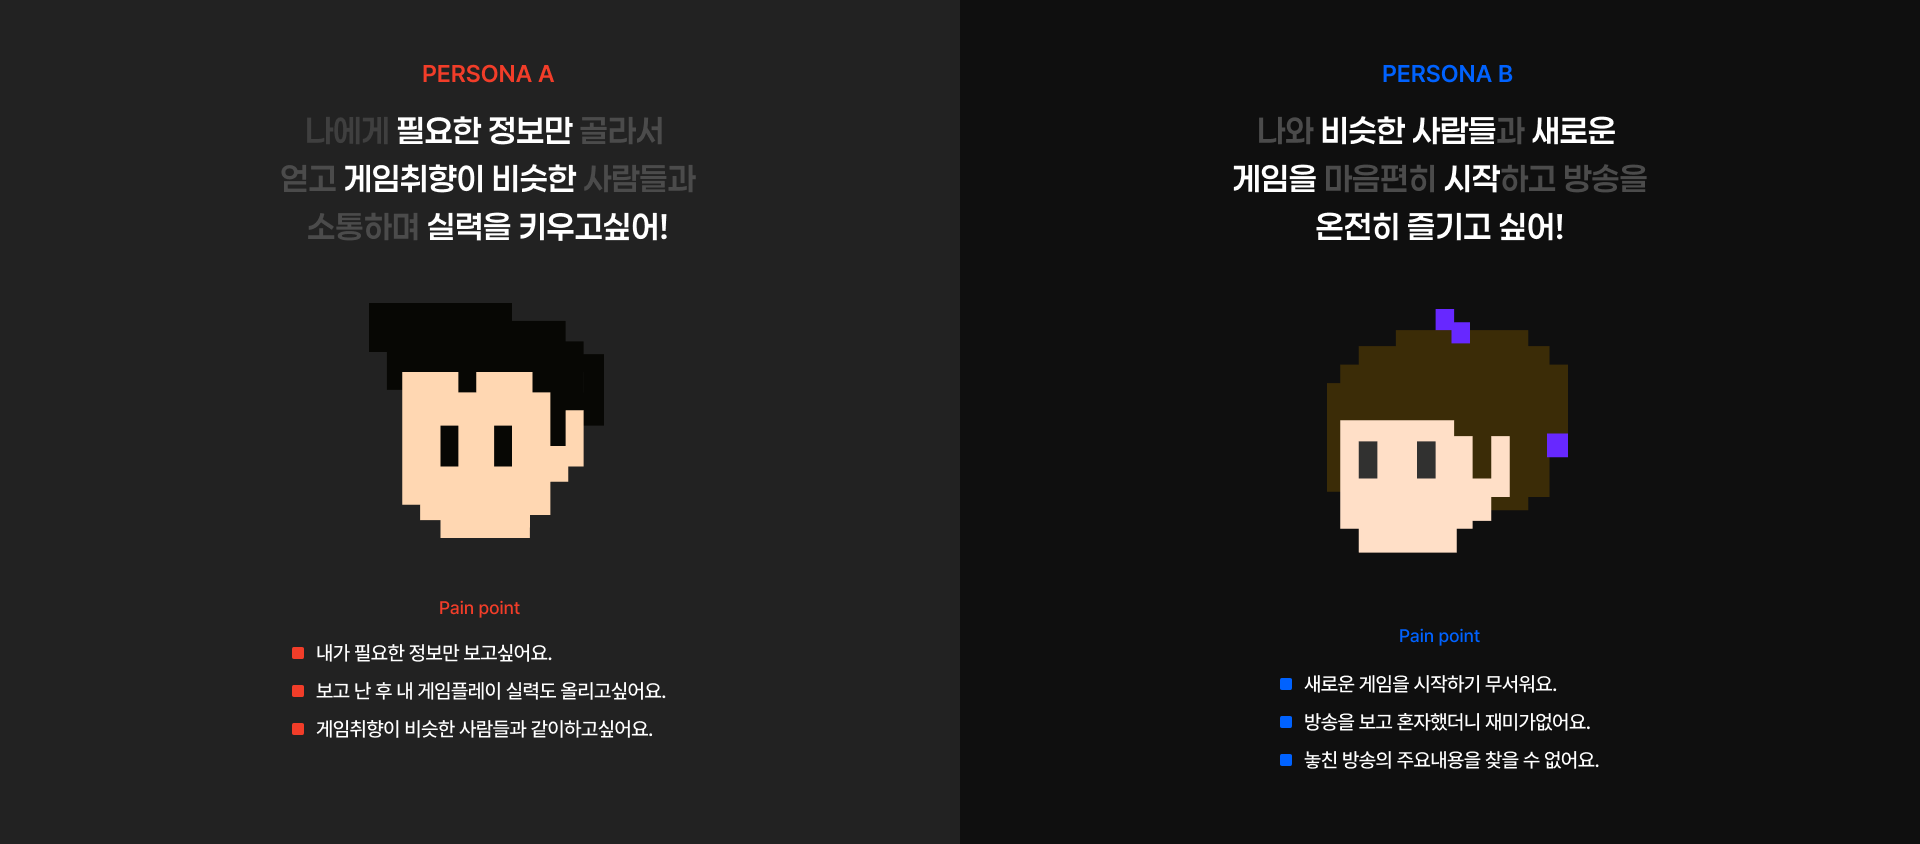 PERSONA A
나에게 필요한 정보만 골라서
얻고 게임취향이 비슷한 사람들과
소통하며 실력을 키우고싶어!
Pain point
내가 필요한 정보만 보고싶어요.
보고 난 후 내 게임플레이 실력도 올리고싶어요.
게임취향이 비슷한 사람들과 같이하고싶어요.
PERSONA B
나와 비슷한 사람들과 새로운
게임을 마음편히 시작하고 방송을
온전히 즐기고 싶어!
Pain point
새로운 게임을 시작하기 무서워요.
방송을 보고 혼자했더니 재미가없어요.
놓친 방송의 주요내용을 찾을 수 없어요.